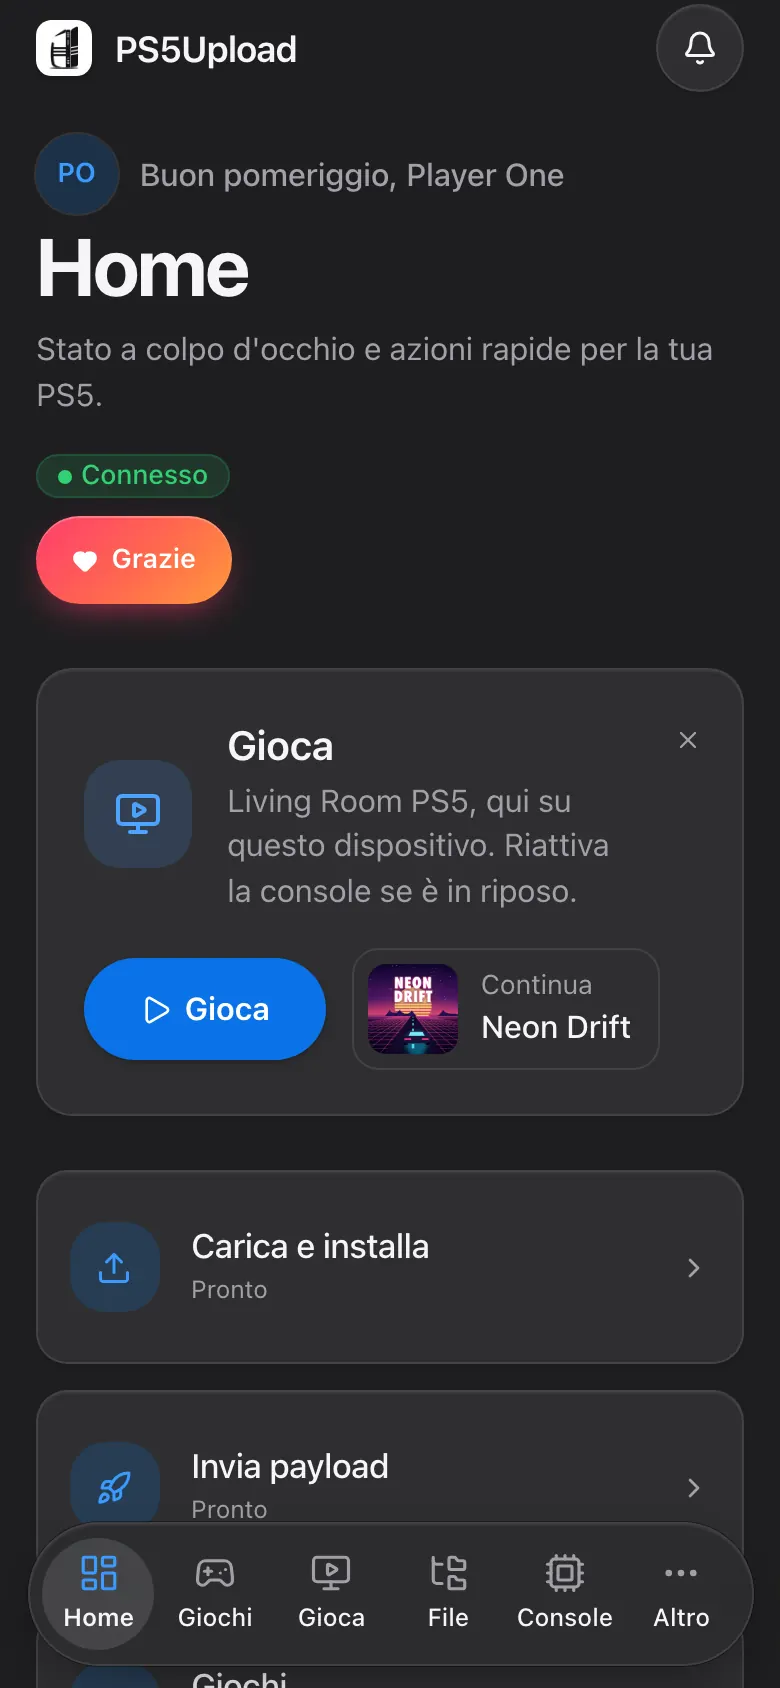 PS5Upload
PO
Buon pomeriggio, Player One
Home
Stato a colpo d'occhio e azioni rapide per la tua
PS5.
Connesso
Grazie
Gioca
Living Room PS5, qui su
questo dispositivo. Riattiva
la console se è in riposo.
Gioca
NEON
DRIFT
Continua
Neon Drift
Carica e installa
Pronto
Invia payload
Pronto
Home
Giochi
Gioca
File
Console
Altro
Giochi